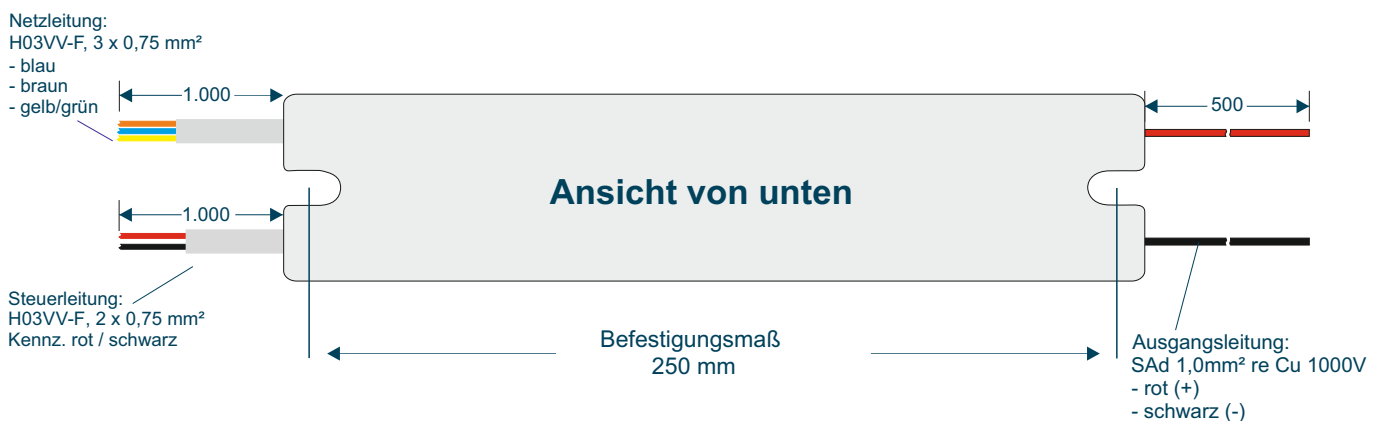 Netzleitung:
H03VV-F, 3 x 0,75 mm²
- blau
- braun
- gelb/grün
1.000
500
Ansicht von unten
1.000
Steuerleitung:
H03VV-F, 2 x 0,75 mm²
Kennz. rot / schwarz
Befestigungsmaß
250 mm
Ausgangsleitung:
SAd 1,0mm² re Cu 1000V
- rot (+)
- schwarz (-)